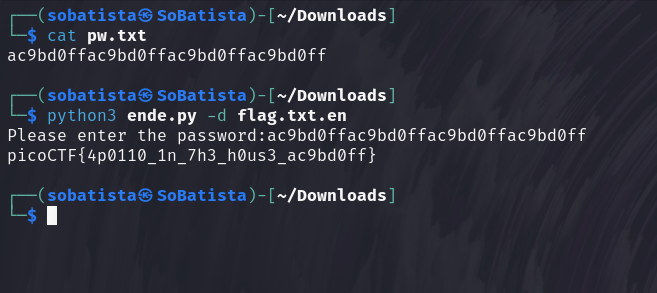 ┌──(sobatista㉿SoBatista)-[~/Downloads]
└─$ cat pw.txt
ac9bd0ffac9bd0ffac9bd0ffac9bd0ff
┌──(sobatista㉿SoBatista)-[~/Downloads]
└─$ python3 ende.py -d flag.txt.en
Please enter the password:ac9bd0ffac9bd0ffac9bd0ffac9bd0ff
picoCTF{4p0110_1n_7h3_h0us3_ac9bd0ff}
┌──(sobatista㉿SoBatista)-[~/Downloads]
└─$